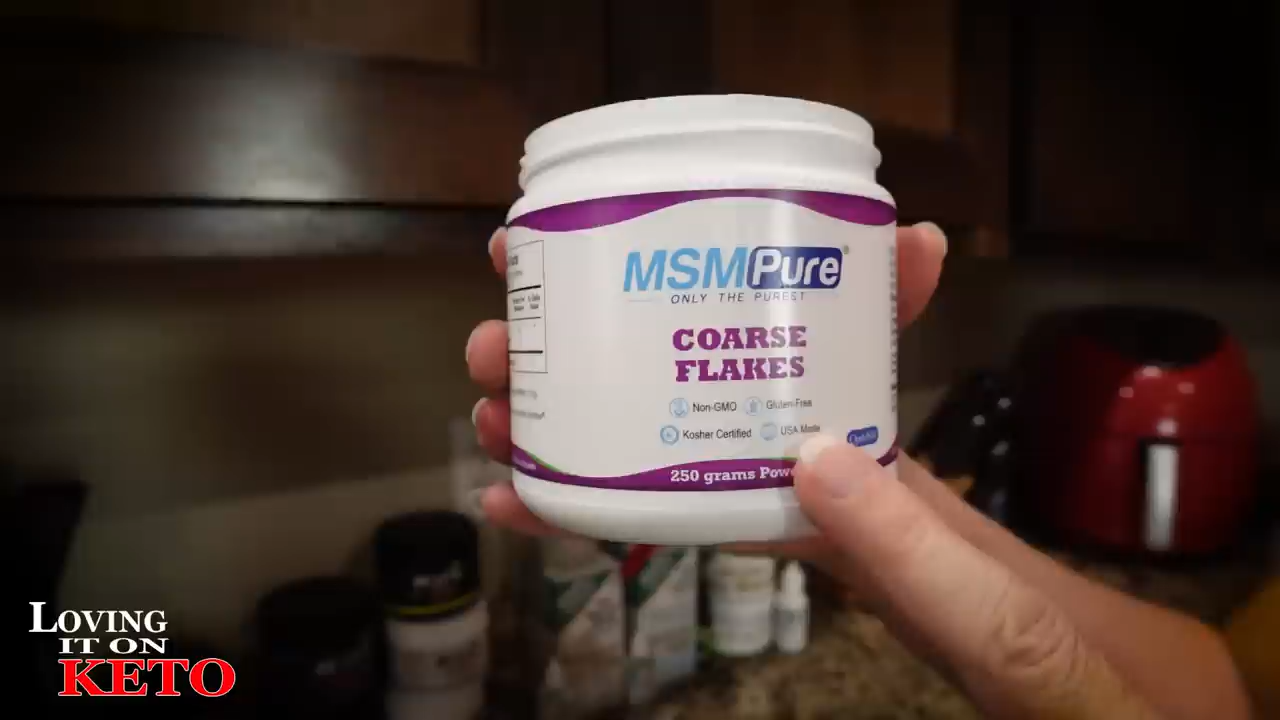 MSMPure®
ONLY THE PUREST
COARSE
FLAKES
Non-GMO
Gluten-Free
Kosher Certified
USA Made
OptiMSM
250 grams
LOVING
IT ON
KETO